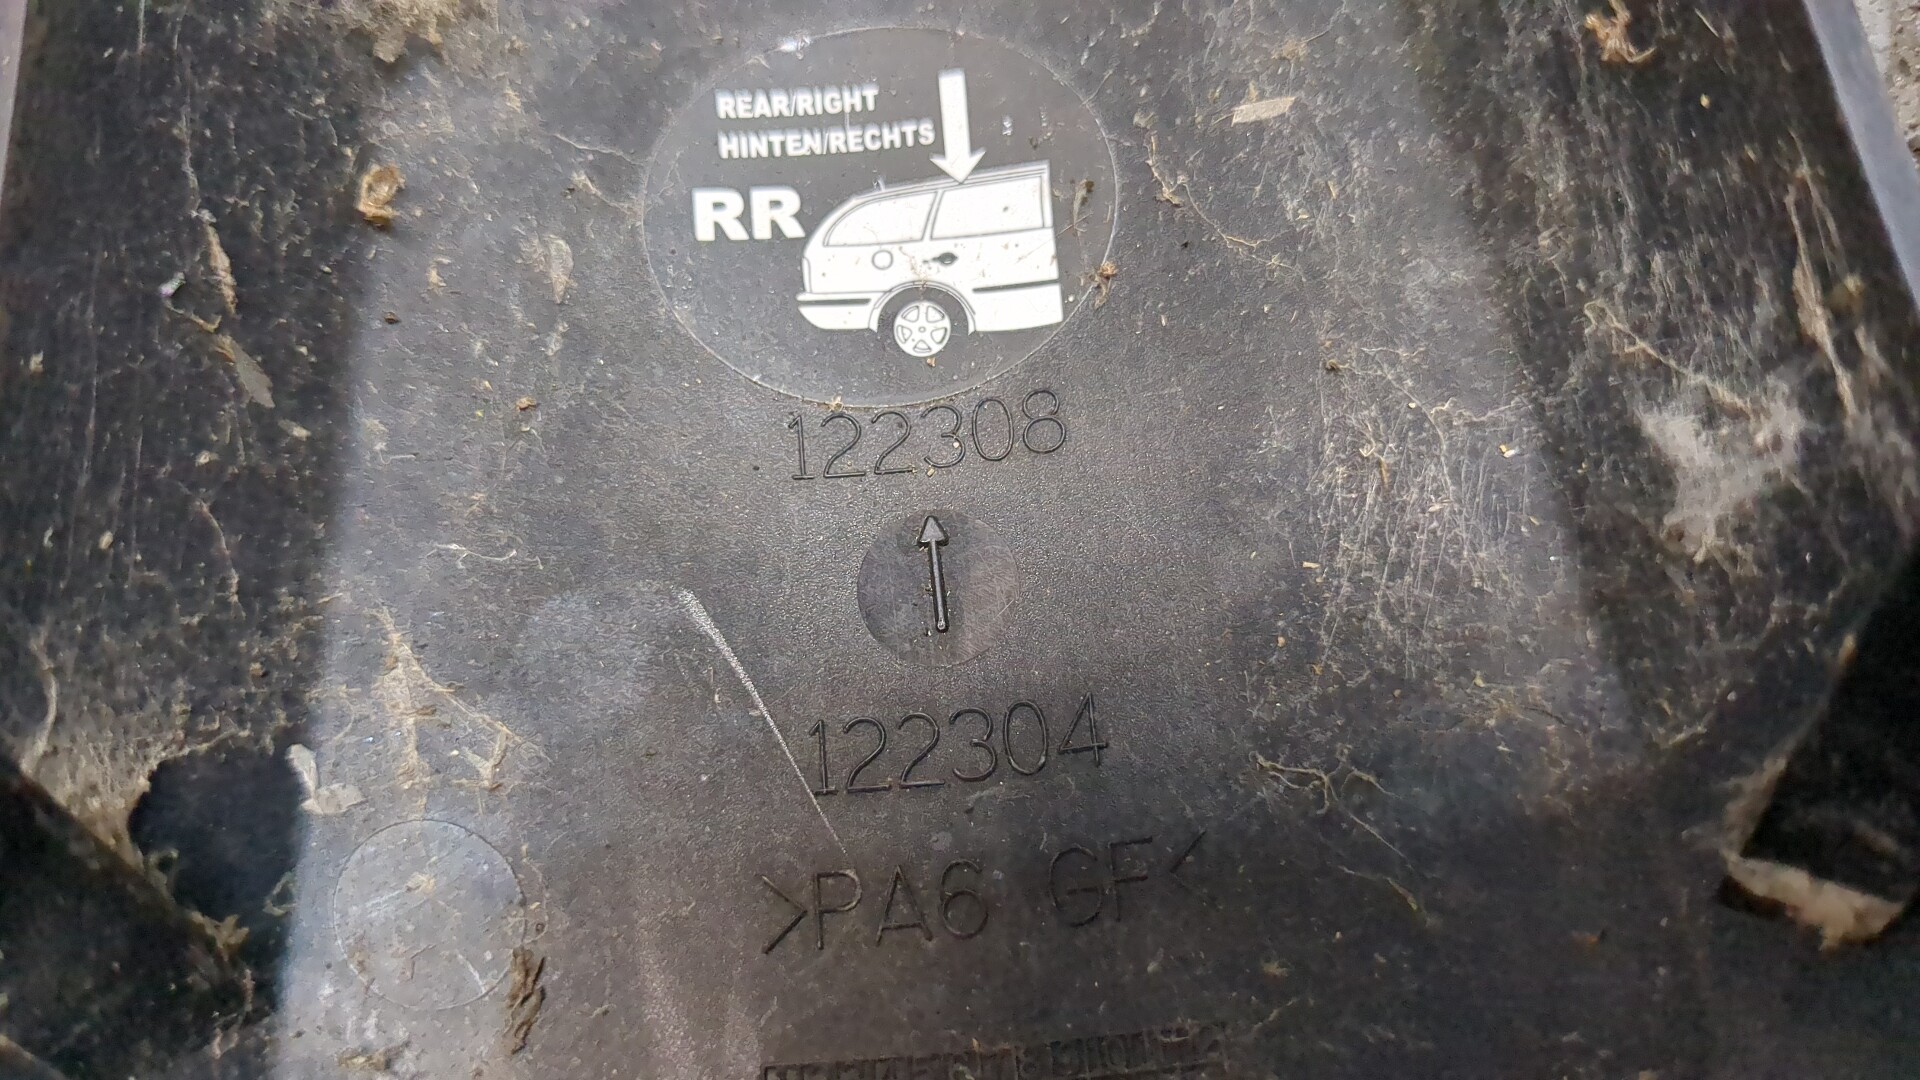 REAR/RIGHT
HINTEN/RECHTS
RR
122308
122304
>PA6 GF<